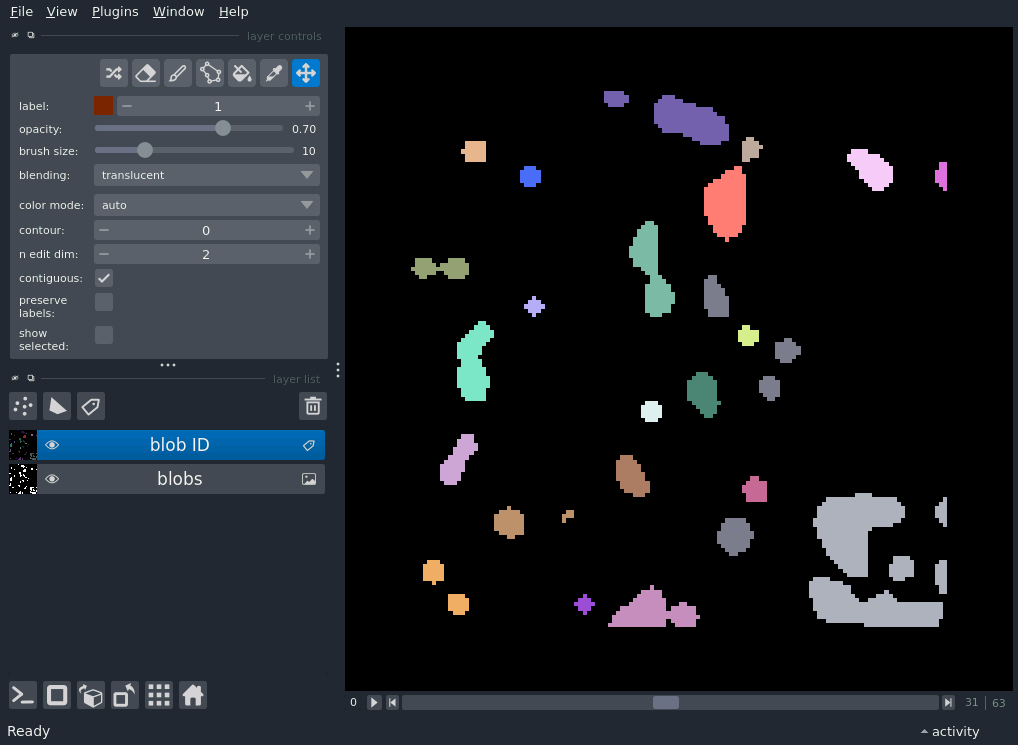 File View Plugins Window Help
layer controls
label: 1
opacity: 0.70
brush size: 10
blending: translucent
color mode: auto
contour: 0
n edit dim: 2
contiguous:
preserve
labels:
show
selected:
layer list
blob ID
blobs
0 31 | 63
Ready activity